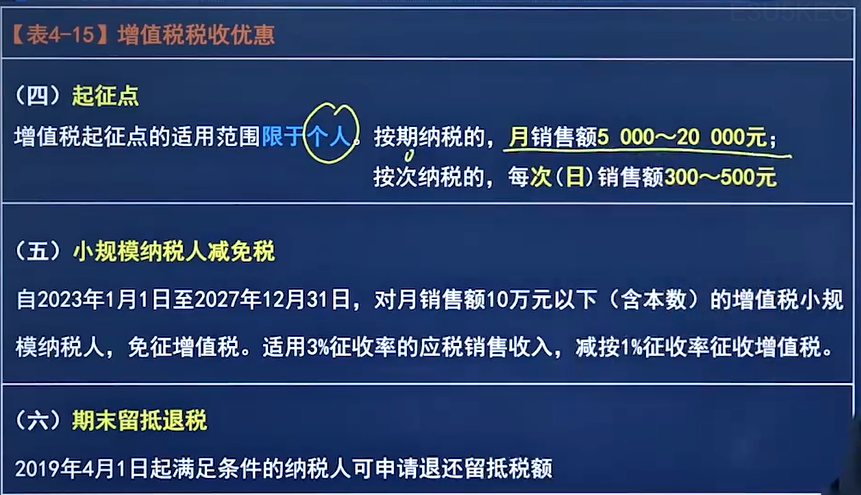 【表4-15】增值税税收优惠
（四）起征点
增值税起征点的适用范围限于个人。按期纳税的，月销售额5 000～20 000元；
按次纳税的，每次(日)销售额300～500元
（五）小规模纳税人减免税
自2023年1月1日至2027年12月31日，对月销售额10万元以下（含本数）的增值税小规
模纳税人，免征增值税。适用3%征收率的应税销售收入，减按1%征收率征收增值税。
（六）期末留抵退税
2019年4月1日起满足条件的纳税人可申请退还留抵税额